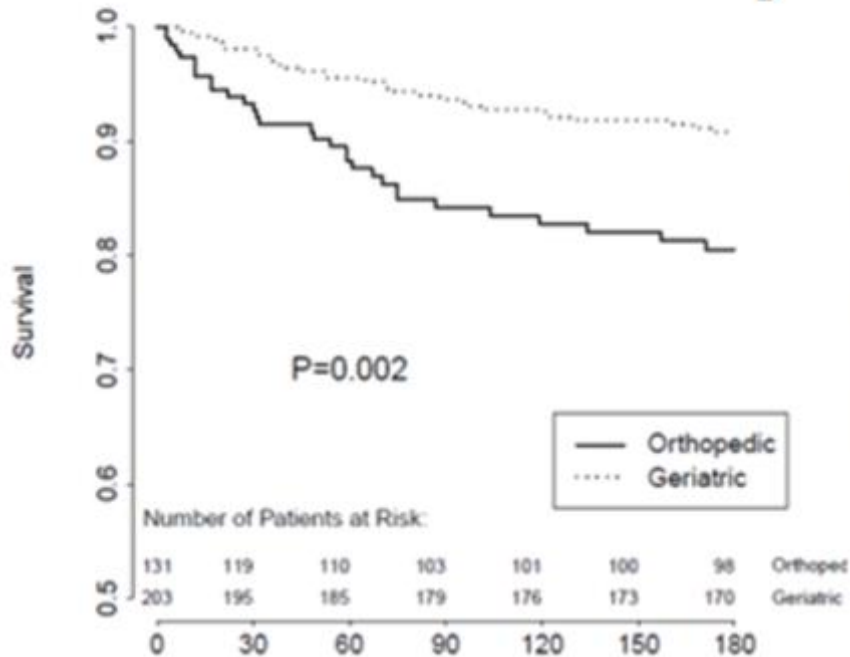 1.0
0.9
0.8
0.7
0.6
0.5
Survival
P=0.002
Orthopedic
Geriatric
Number of Patients at Risk:
131 119 110 103 101 100 98 Orthoped
203 195 185 179 176 173 170 Geriatric
0 30 60 90 120 150 180